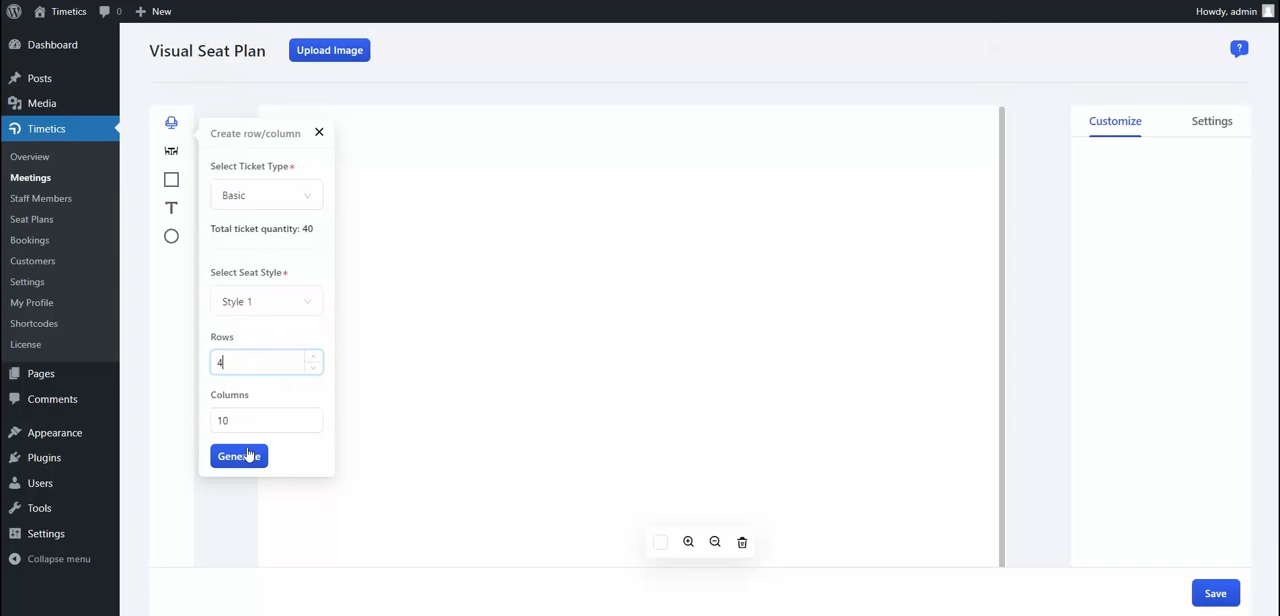 Timetics 0 New Howdy, admin
Dashboard
Posts
Media
Timetics
Overview
Meetings
Staff Members
Seat Plans
Bookings
Customers
Settings
My Profile
Shortcodes
License
Pages
Comments
Appearance
Plugins
Users
Tools
Settings
Collapse menu
Visual Seat Plan Upload Image ?
Create row/column
Select Ticket Type*
Basic
Total ticket quantity: 40
Select Seat Style*
Style 1
Rows
4
Columns
10
Customize Settings
Save